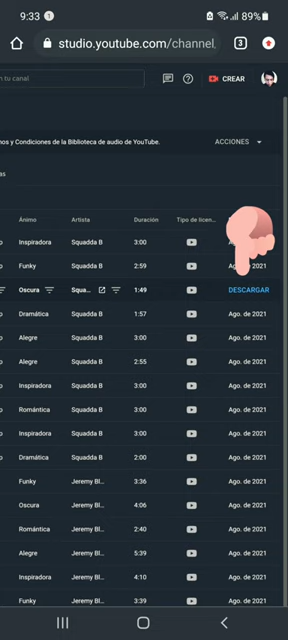 9:33 1 89%
studio.youtube.com/channel 3
n tu canal CREAR
nos y Condiciones de la Biblioteca de audio de YouTube. ACCIONES
as
Ánimo Artista Duración Tipo de licen...
o Inspiradora Squadda B 3:00 Ago. de 2021
o Funky Squadda B 2:59 Ago. de 2021
Oscura Squa... 1:49 DESCARGAR
o Dramática Squadda B 1:57 Ago. de 2021
o Alegre Squadda B 3:00 Ago. de 2021
o Alegre Squadda B 2:55 Ago. de 2021
o Inspiradora Squadda B 3:00 Ago. de 2021
o Romántica Squadda B 3:00 Ago. de 2021
o Inspiradora Squadda B 3:00 Ago. de 2021
o Dramática Squadda B 2:00 Ago. de 2021
Funky Jeremy Bl... 3:36 Ago. de 2021
Oscura Jeremy Bl... 4:06 Ago. de 2021
Romántica Jeremy Bl... 2:40 Ago. de 2021
Alegre Jeremy Bl... 5:39 Ago. de 2021
Inspiradora Jeremy Bl... 4:10 Ago. de 2021
Funky Jeremy Bl... 3:39 Ago. de 2021